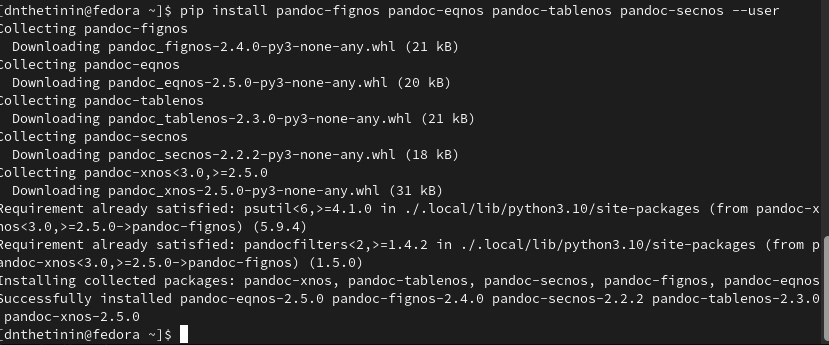 [dnthetinin@fedora ~]$ pip install pandoc-fignos pandoc-eqnos pandoc-tablenos pandoc-secnos --user
Collecting pandoc-fignos
  Downloading pandoc_fignos-2.4.0-py3-none-any.whl (21 kB)
Collecting pandoc-eqnos
  Downloading pandoc_eqnos-2.5.0-py3-none-any.whl (20 kB)
Collecting pandoc-tablenos
  Downloading pandoc_tablenos-2.3.0-py3-none-any.whl (21 kB)
Collecting pandoc-secnos
  Downloading pandoc_secnos-2.2.2-py3-none-any.whl (18 kB)
Collecting pandoc-xnos<3.0,>=2.5.0
  Downloading pandoc_xnos-2.5.0-py3-none-any.whl (31 kB)
Requirement already satisfied: psutil<6,>=4.1.0 in ./.local/lib/python3.10/site-packages (from pandoc-x
nos<3.0,>=2.5.0->pandoc-fignos) (5.9.4)
Requirement already satisfied: pandocfilters<2,>=1.4.2 in ./.local/lib/python3.10/site-packages (from p
andoc-xnos<3.0,>=2.5.0->pandoc-fignos) (1.5.0)
Installing collected packages: pandoc-xnos, pandoc-tablenos, pandoc-secnos, pandoc-fignos, pandoc-eqnos
Successfully installed pandoc-eqnos-2.5.0 pandoc-fignos-2.4.0 pandoc-secnos-2.2.2 pandoc-tablenos-2.3.0
 pandoc-xnos-2.5.0
[dnthetinin@fedora ~]$